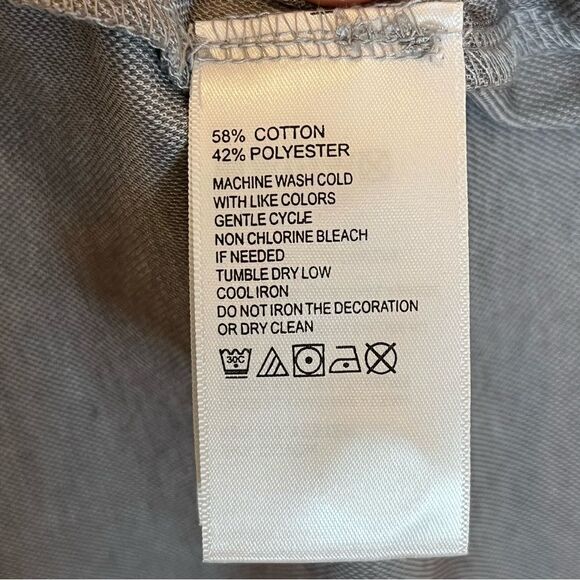 58% COTTON
42% POLYESTER
MACHINE WASH COLD
WITH LIKE COLORS
GENTLE CYCLE
NON CHLORINE BLEACH
IF NEEDED
TUMBLE DRY LOW
COOL IRON
DO NOT IRON THE DECORATION
OR DRY CLEAN
30C